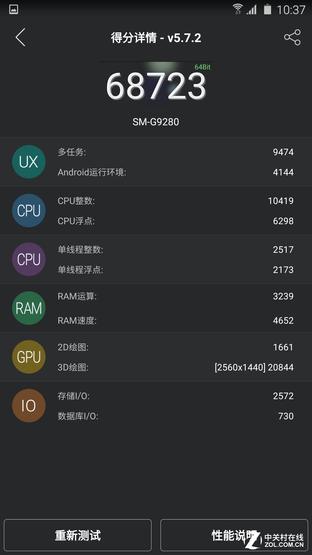 10:37
得分详情 - v5.7.2
64Bit
68723
SM-G9280
UX
多任务: 9474
Android运行环境: 4144
CPU
CPU整数: 10419
CPU浮点: 6298
CPU
单线程整数: 2517
单线程浮点: 2173
RAM
RAM运算: 3239
RAM速度: 4652
GPU
2D绘图: 1661
3D绘图: [2560x1440] 20844
IO
存储I/O: 2572
数据库I/O: 730
重新测试 性能说明
Z 中关村在线
ZOL.COM.CN